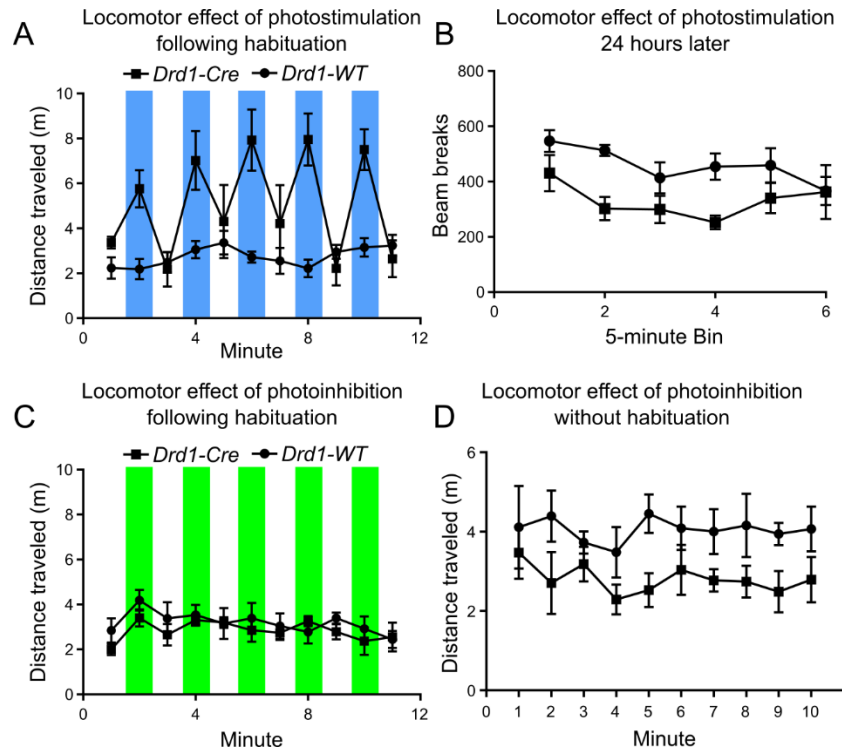 A
Locomotor effect of photostimulation
following habituation
Drd1-Cre Drd1-WT
Distance traveled (m)
10
8
6
4
2
0
0 4 8 12
Minute
B
Locomotor effect of photostimulation
24 hours later
Beam breaks
800
600
400
200
0
0 2 4 6
5-minute Bin
C
Locomotor effect of photoinhibition
following habituation
Drd1-Cre Drd1-WT
Distance traveled (m)
10
8
6
4
2
0
0 4 8 12
Minute
D
Locomotor effect of photoinhibition
without habituation
Distance traveled (m)
6
4
2
0
0 1 2 3 4 5 6 7 8 9 10
Minute